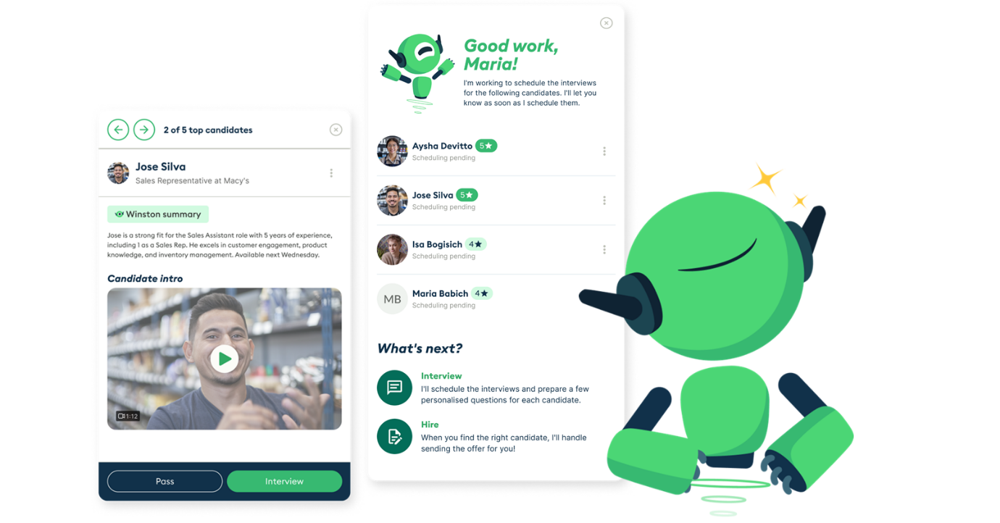 2 of 5 top candidates
Jose Silva
Sales Representative at Macy's
Winston summary
Jose is a strong fit for the Sales Assistant role with 5 years of experience,
including 1 as a Sales Rep. He excels in customer engagement, product
knowledge, and inventory management. Available next Wednesday.
Candidate intro
1:12
Pass
Interview
Good work,
Maria!
I'm working to schedule the interviews
for the following candidates. I'll let you
know as soon as I schedule them.
Aysha Devitto 5★
Scheduling pending
Jose Silva 5★
Scheduling pending
Isa Bogisich 4★
Scheduling pending
MB
Maria Babich 4★
Scheduling pending
What's next?
Interview
I'll schedule the interviews and prepare a few
personalised questions for each candidate.
Hire
When you find the right candidate, I'll handle
sending the offer for you!